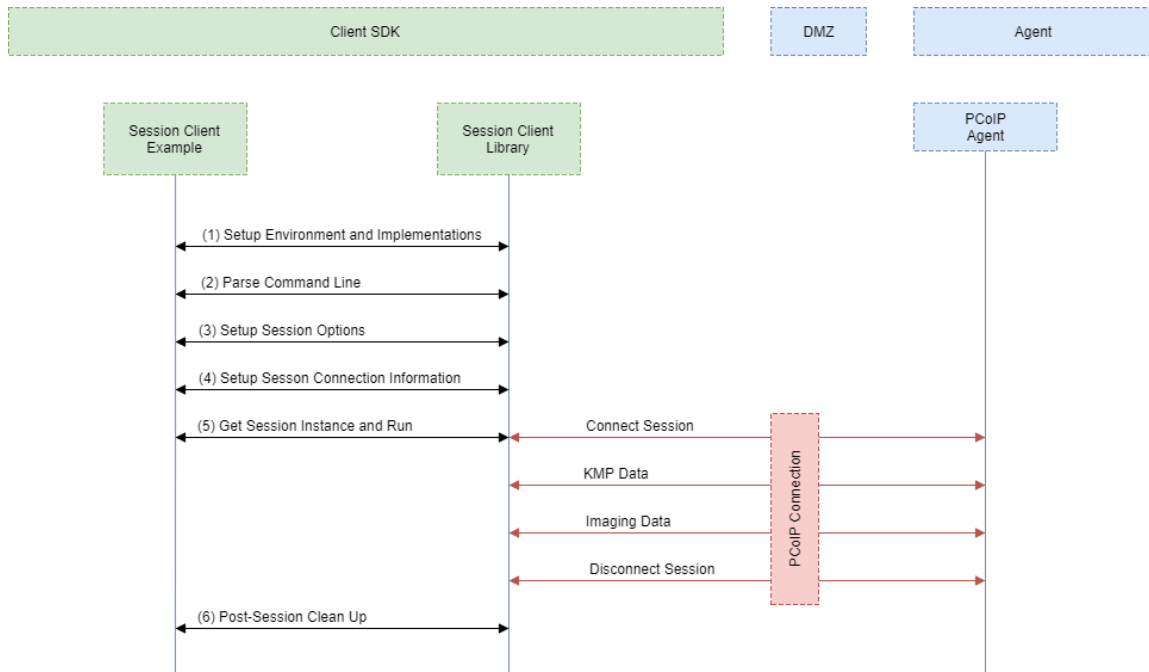 Client SDK
DMZ
Agent
Session Client
Example
Session Client
Library
PCoIP
Agent
(1) Setup Environment and Implementations
(2) Parse Command Line
(3) Setup Session Options
(4) Setup Sesson Connection Information
(5) Get Session Instance and Run
Connect Session
KMP Data
Imaging Data
Disconnect Session
PCoIP Connection
(6) Post-Session Clean Up